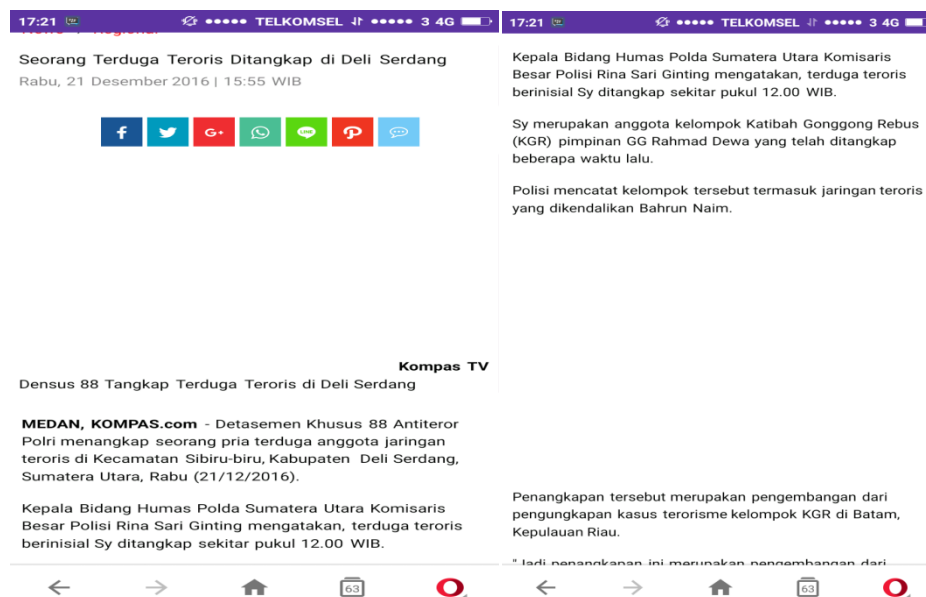 17:21 TELKOMSEL 3 4G
Seorang Terduga Teroris Ditangkap di Deli Serdang
Rabu, 21 Desember 2016 | 15:55 WIB
f G+ LINE
Kompas TV
Densus 88 Tangkap Terduga Teroris di Deli Serdang
MEDAN, KOMPAS.com - Detasemen Khusus 88 Antiteror
Polri menangkap seorang pria terduga anggota jaringan
teroris di Kecamatan Sibiru-biru, Kabupaten Deli Serdang,
Sumatera Utara, Rabu (21/12/2016).
Kepala Bidang Humas Polda Sumatera Utara Komisaris
Besar Polisi Rina Sari Ginting mengatakan, terduga teroris
berinisial Sy ditangkap sekitar pukul 12.00 WIB.
63
17:21 TELKOMSEL 3 4G
Kepala Bidang Humas Polda Sumatera Utara Komisaris
Besar Polisi Rina Sari Ginting mengatakan, terduga teroris
berinisial Sy ditangkap sekitar pukul 12.00 WIB.
Sy merupakan anggota kelompok Katibah Gonggong Rebus
(KGR) pimpinan GG Rahmad Dewa yang telah ditangkap
beberapa waktu lalu.
Polisi mencatat kelompok tersebut termasuk jaringan teroris
yang dikendalikan Bahrun Naim.
Penangkapan tersebut merupakan pengembangan dari
pengungkapan kasus terorisme kelompok KGR di Batam,
Kepulauan Riau.
"Jadi penangkapan ini merupakan pengembangan dari
63